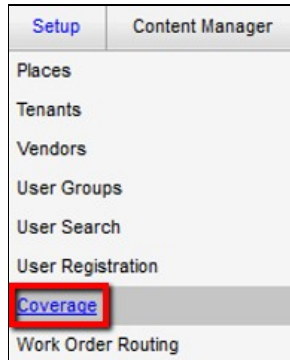 Setup Content Manager
Places
Tenants
Vendors
User Groups
User Search
User Registration
Coverage
Work Order Routing